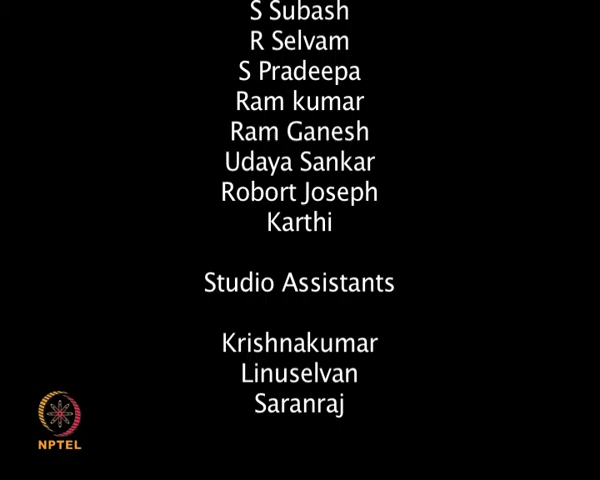 S Subash
R Selvam
S Pradeepa
Ram kumar
Ram Ganesh
Udaya Sankar
Robort Joseph
Karthi
Studio Assistants
Krishnakumar
Linuselvan
Saranraj
NPTEL